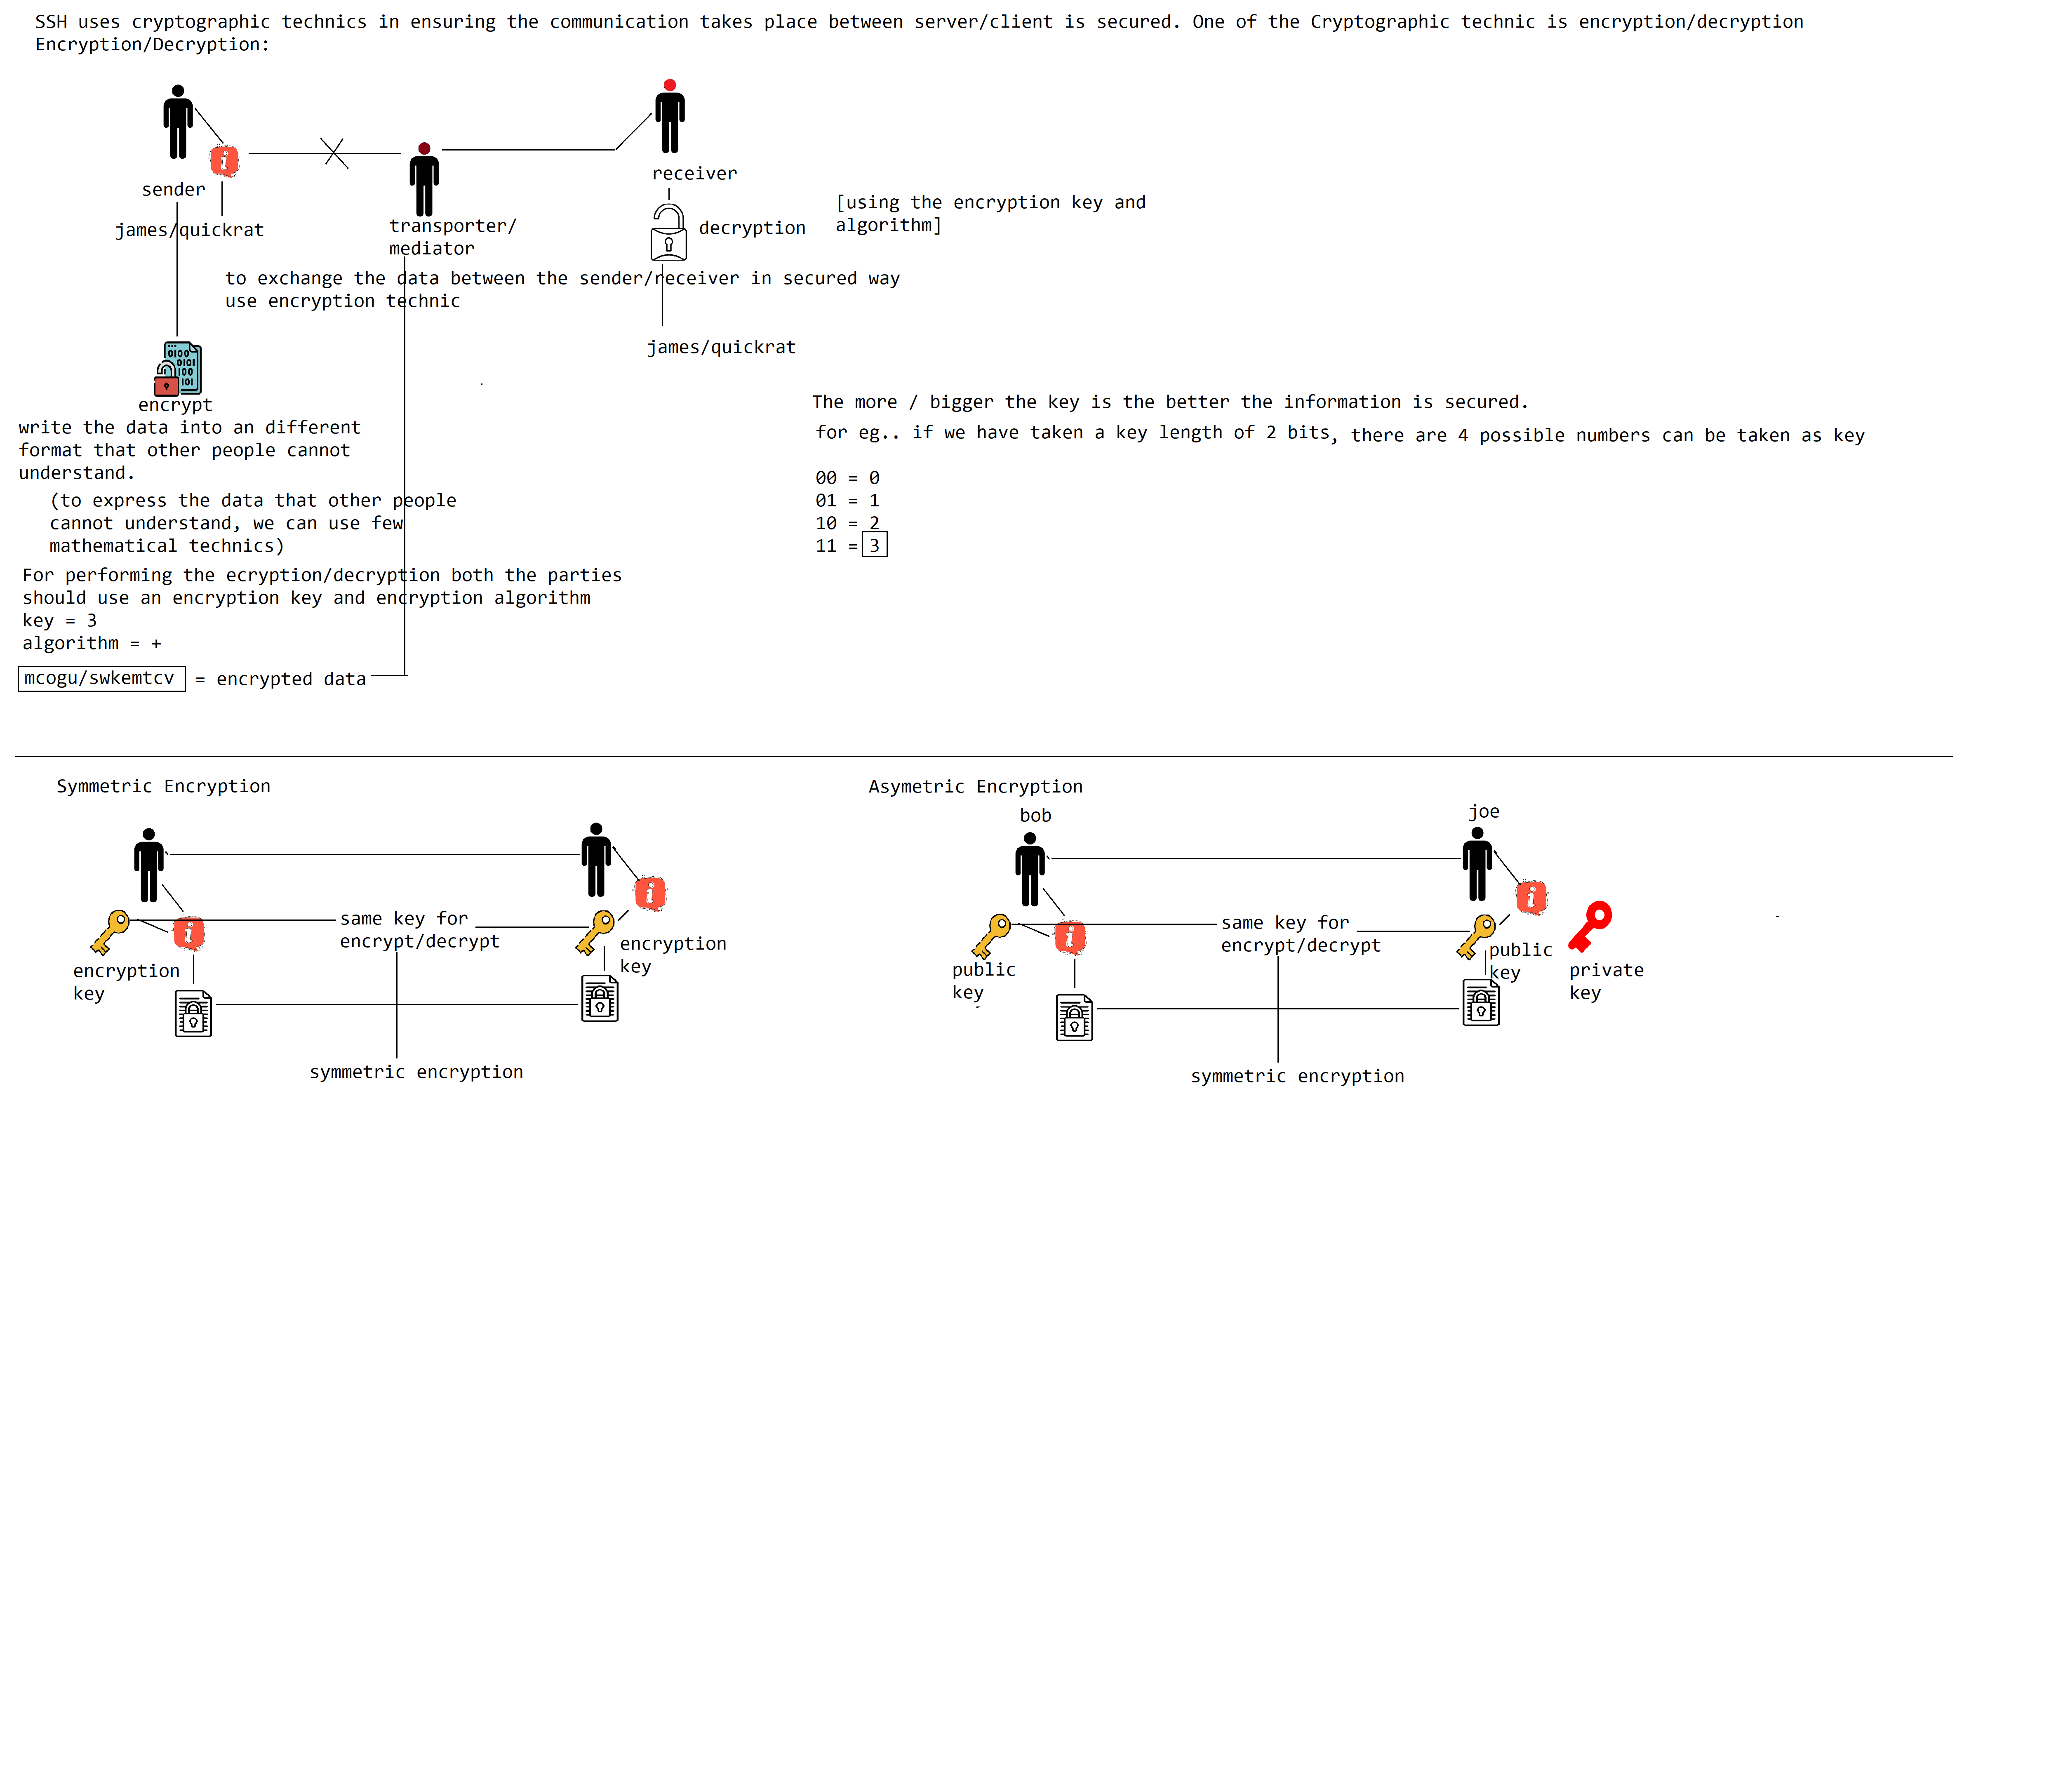 SSH uses cryptographic technics in ensuring the communication takes place between server/client is secured. One of the Cryptographic technic is encryption/decryption
Encryption/Decryption:
sender
james/quickrat
transporter/
mediator
receiver
decryption
[using the encryption key and
algorithm]
to exchange the data between the sender/receiver in secured way
use encryption technic
james/quickrat
0100
0101
100
101
encrypt
write the data into an different
format that other people cannot
understand.
(to express the data that other people
cannot understand, we can use few
mathematical technics)
For performing the ecryption/decryption both the parties
should use an encryption key and encryption algorithm
key = 3
algorithm = +
mcogu/swkemtcv = encrypted data
The more / bigger the key is the better the information is secured.
for eg.. if we have taken a key length of 2 bits, there are 4 possible numbers can be taken as key
00 = 0
01 = 1
10 = 2
11 = 3
Symmetric Encryption
same key for
encrypt/decrypt
encryption
key
encryption
key
symmetric encryption
Asymetric Encryption
bob
joe
same key for
encrypt/decrypt
public
key
public
key
private
key
symmetric encryption